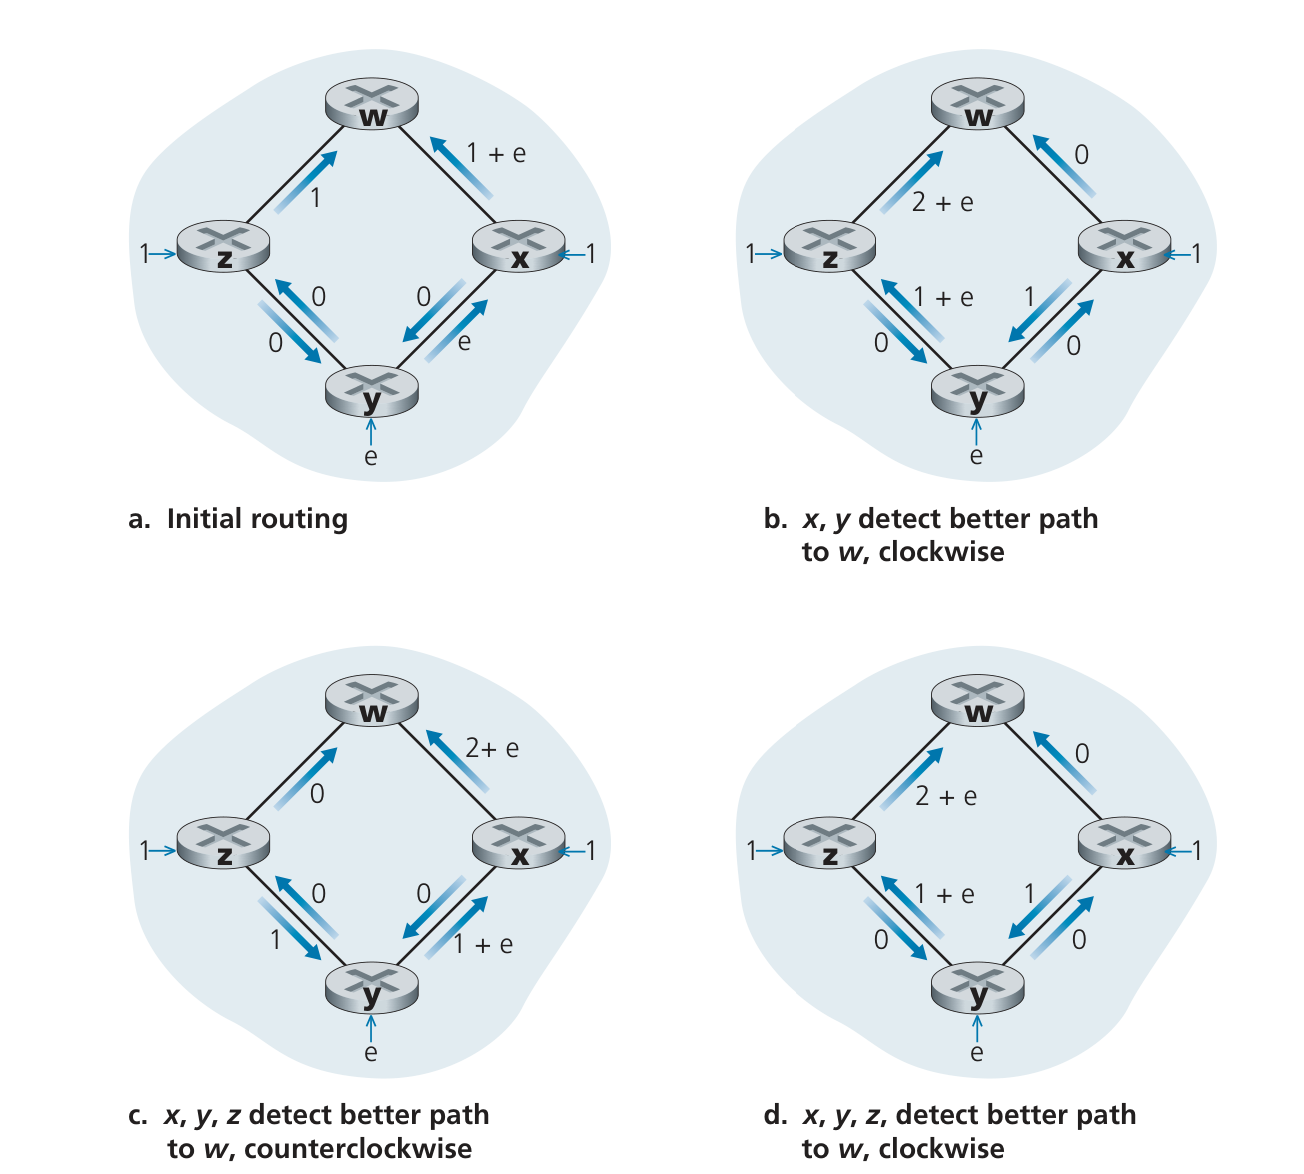 w
1 + e
1
1
z
x
1
0
0
0
e
y
e
a. Initial routing
w
0
2 + e
1
z
x
1
1 + e
1
0
0
y
e
b. x, y detect better path
to w, clockwise
w
2+ e
0
1
z
x
1
0
0
1
1 + e
y
e
c. x, y, z detect better path
to w, counterclockwise
w
0
2 + e
1
z
x
1
1 + e
1
0
0
y
e
d. x, y, z, detect better path
to w, clockwise